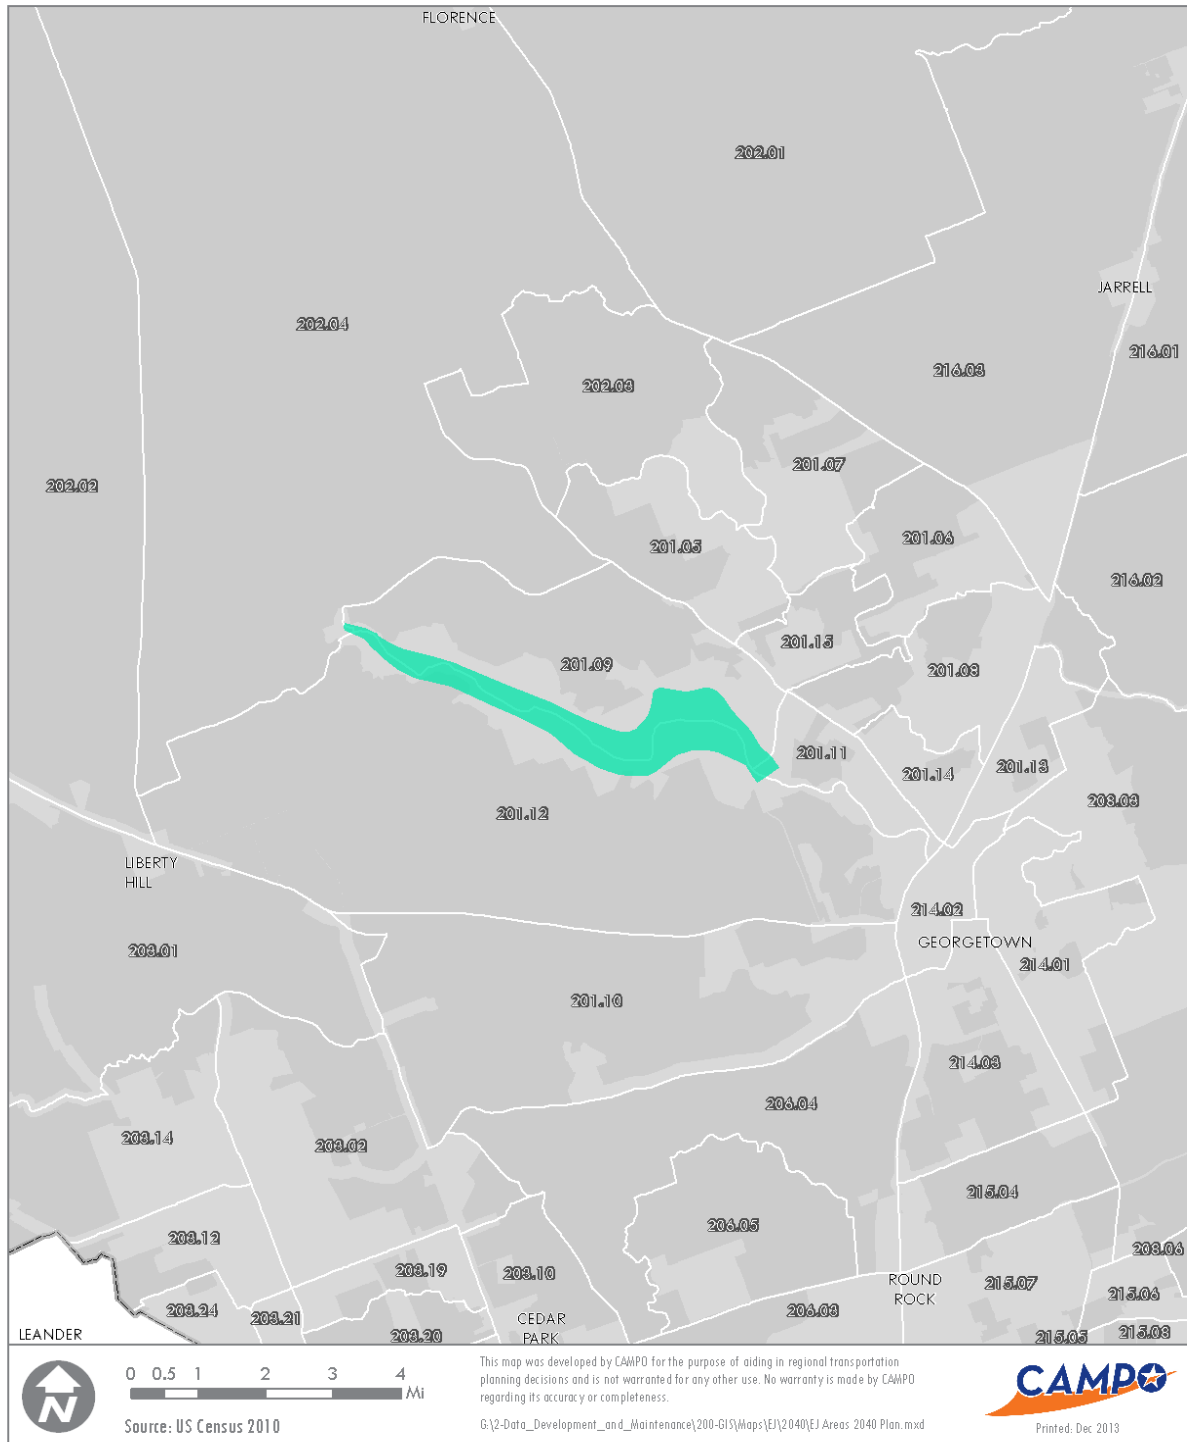 FLORENCE
202.01
JARRELL
202.04
216.01
216.03
202.03
201.07
202.02
201.06
201.05
216.02
201.15
201.09
201.08
201.11
201.14
201.13
208.03
201.12
LIBERTY
HILL
214.02
GEORGETOWN
203.01
214.01
201.10
214.03
206.04
203.14
203.02
215.04
206.05
203.12
208.06
203.19
203.10
ROUND
ROCK
215.07
215.06
203.24
203.21
206.03
CEDAR
PARK
LEANDER
203.20
215.05
215.08
N
0 0.5 1 2 3 4
Mi
Source: US Census 2010
This map was developed by CAMPO for the purpose of aiding in regional transportation
planning decisions and is not warranted for any other use. No warranty is made by CAMPO
regarding its accuracy or completeness.
G:\2-Data_Development_and_Maintenance\200-GIS\Maps\EJ\2040\EJ Areas 2040 Plan.mxd
CAMPO
Printed: Dec 2013